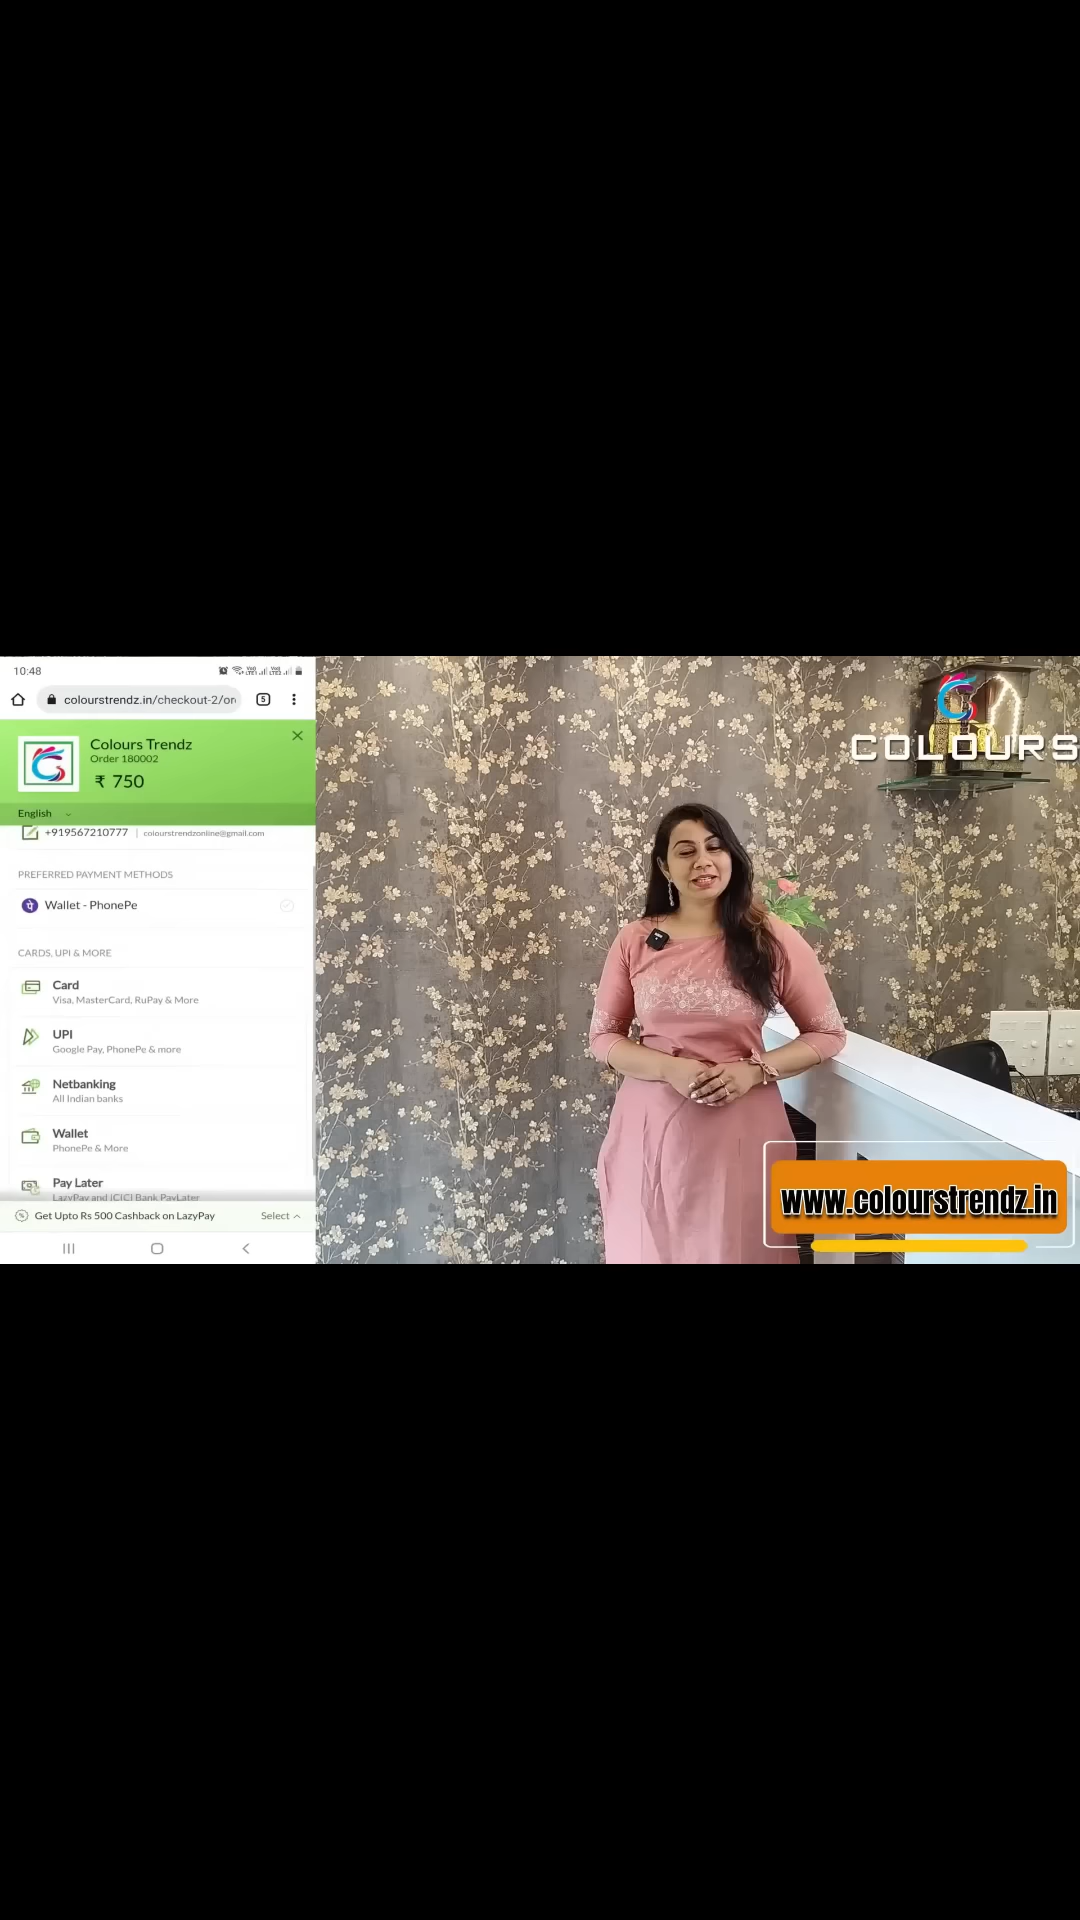 10:48
colourstrendz.in/checkout-2/or
5
Colours Trendz
Order 180002
₹ 750
English
+919567210777 | colourstrendzonline@gmail.com
PREFERRED PAYMENT METHODS
Wallet - PhonePe
CARDS, UPI & MORE
Card
Visa, MasterCard, RuPay & More
UPI
Google Pay, PhonePe & more
Netbanking
All Indian banks
Wallet
PhonePe & More
Pay Later
LazyPay and ICICI Bank PayLater
Get Upto Rs 500 Cashback on LazyPay
Select
COLOURS
www.colourstrendz.in